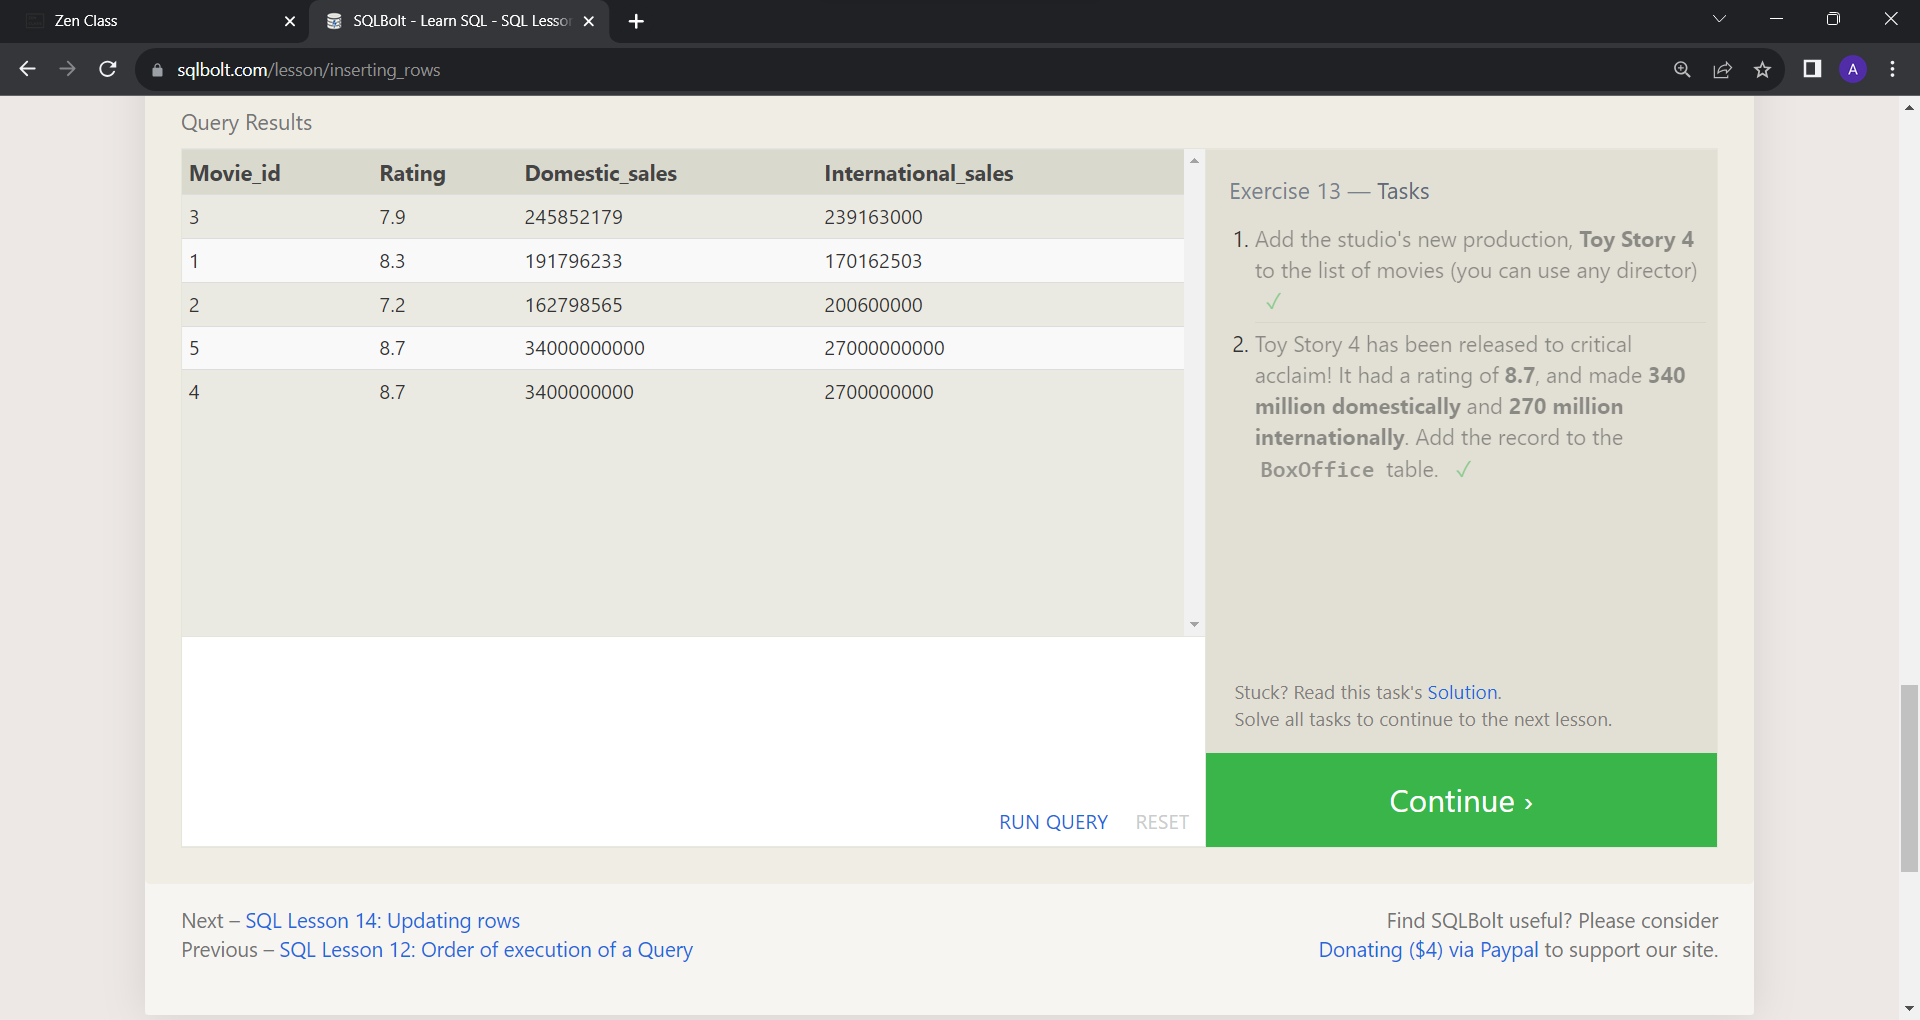 Zen Class
SQLBolt - Learn SQL - SQL Lesso
sqlbolt.com/lesson/inserting_rows
A
Query Results
Movie_id Rating Domestic_sales International_sales
3 7.9 245852179 239163000
1 8.3 191796233 170162503
2 7.2 162798565 200600000
5 8.7 34000000000 27000000000
4 8.7 3400000000 2700000000
RUN QUERY RESET
Exercise 13 — Tasks
1. Add the studio's new production, Toy Story 4
to the list of movies (you can use any director)
✓
2. Toy Story 4 has been released to critical
acclaim! It had a rating of 8.7, and made 340
million domestically and 270 million
internationally. Add the record to the
BoxOffice table. ✓
Stuck? Read this task's Solution.
Solve all tasks to continue to the next lesson.
Continue ›
Next – SQL Lesson 14: Updating rows
Previous – SQL Lesson 12: Order of execution of a Query
Find SQLBolt useful? Please consider
Donating ($4) via Paypal to support our site.